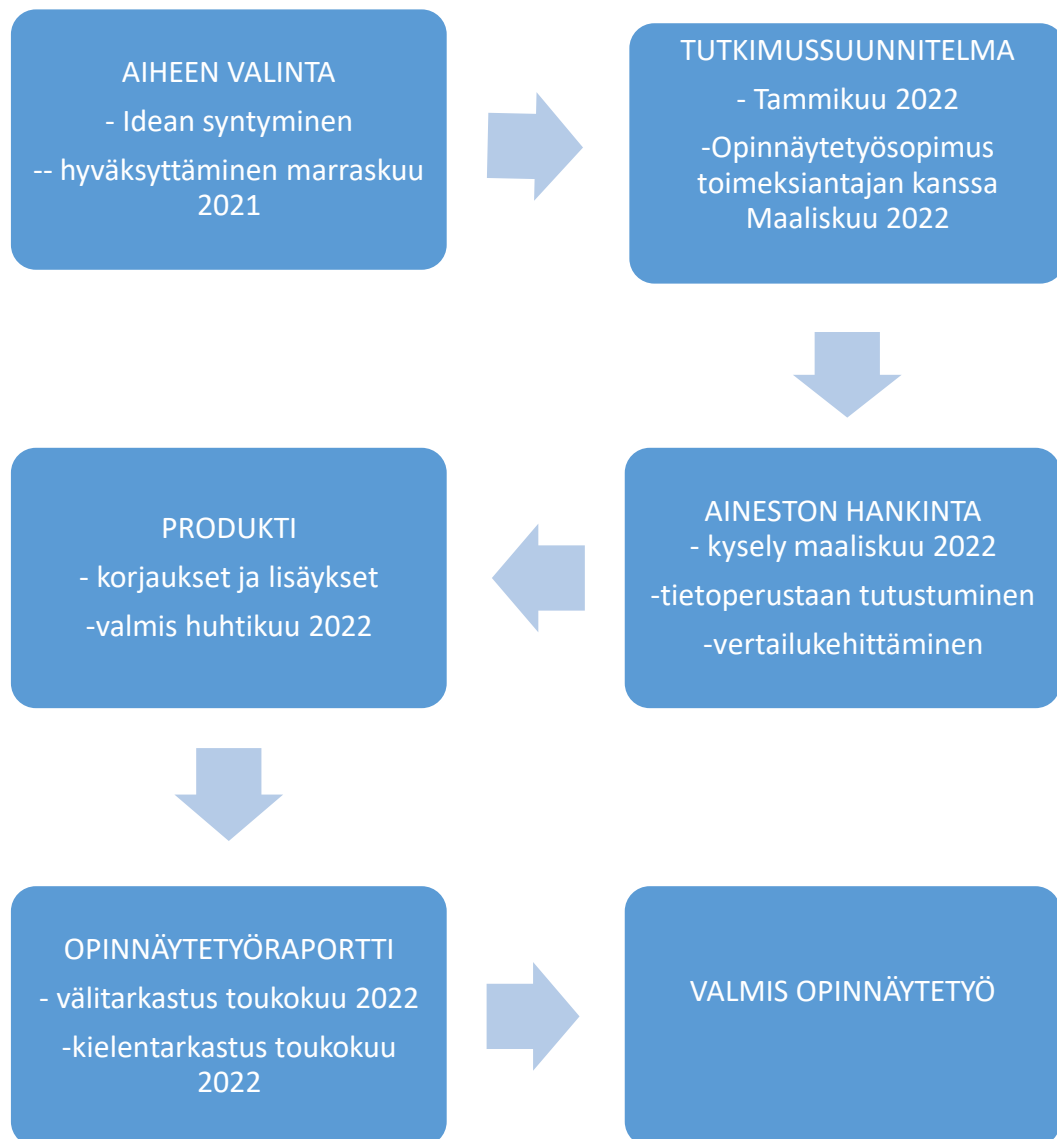 AIHEEN VALINTA
- Idean syntyminen
-- hyväksyttäminen marraskuu
2021
TUTKIMUSSUUNNITELMA
- Tammikuu 2022
-Opinnäytetyösopimus
toimeksiantajan kanssa
Maaliskuu 2022
AINESTON HANKINTA
- kysely maaliskuu 2022
-tietoperustaan tutustuminen
-vertailukehittäminen
PRODUKTI
- korjaukset ja lisäykset
-valmis huhtikuu 2022
OPINNÄYTETYÖRAPORTTI
- välitarkastus toukokuu 2022
-kielentarkastus toukokuu
2022
VALMIS OPINNÄYTETYÖ